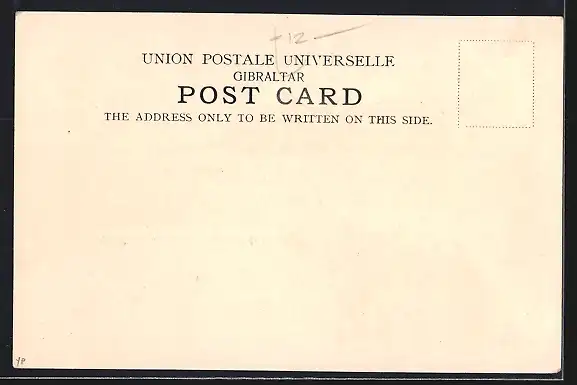 12
UNION POSTALE UNIVERSELLE
GIBRALTAR
POST CARD
THE ADDRESS ONLY TO BE WRITTEN ON THIS SIDE.